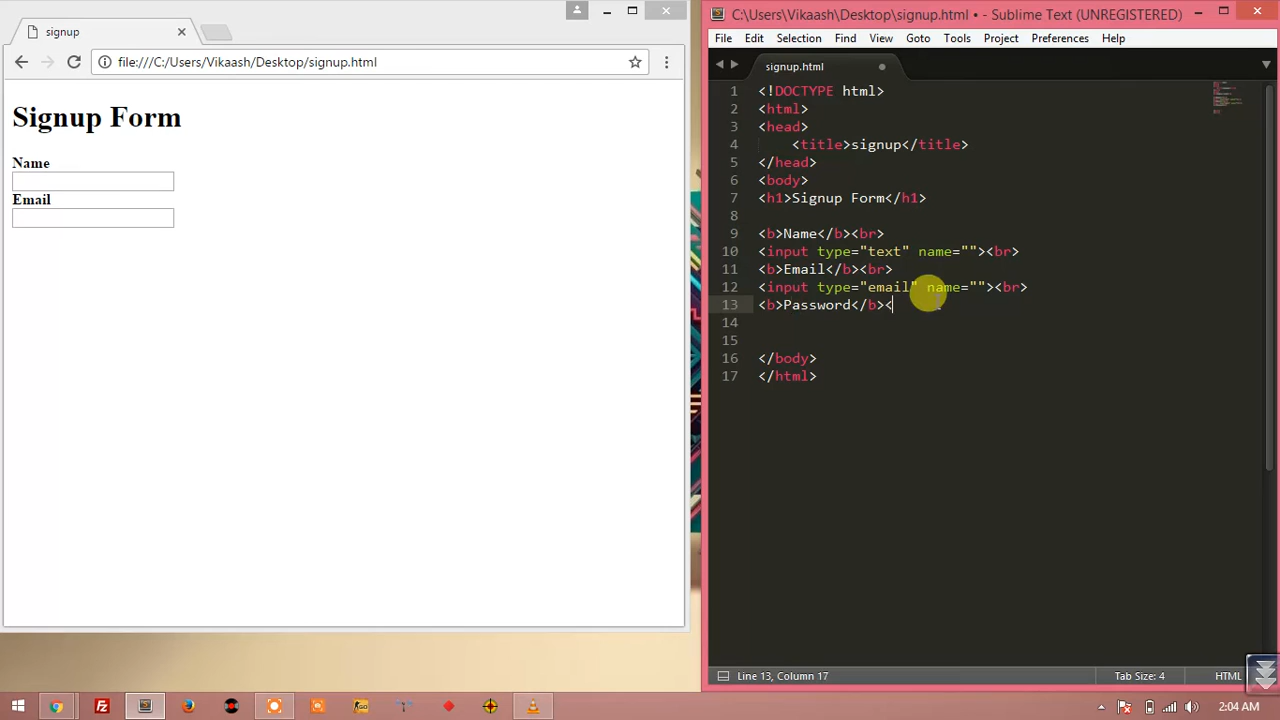 signup
file:///C:/Users/Vikaash/Desktop/signup.html
Signup Form
Name
Email
C:\Users\Vikaash\Desktop\signup.html • - Sublime Text (UNREGISTERED)
File Edit Selection Find View Goto Tools Project Preferences Help
signup.html
1 <!DOCTYPE html>
2 <html>
3 <head>
4 <title>signup</title>
5 </head>
6 <body>
7 <h1>Signup Form</h1>
8
9 <b>Name</b><br>
10 <input type="text" name=""><br>
11 <b>Email</b><br>
12 <input type="email" name=""><br>
13 <b>Password</b><
14
15
16 </body>
17 </html>
Line 13, Column 17
Tab Size: 4
HTML
2:04 AM